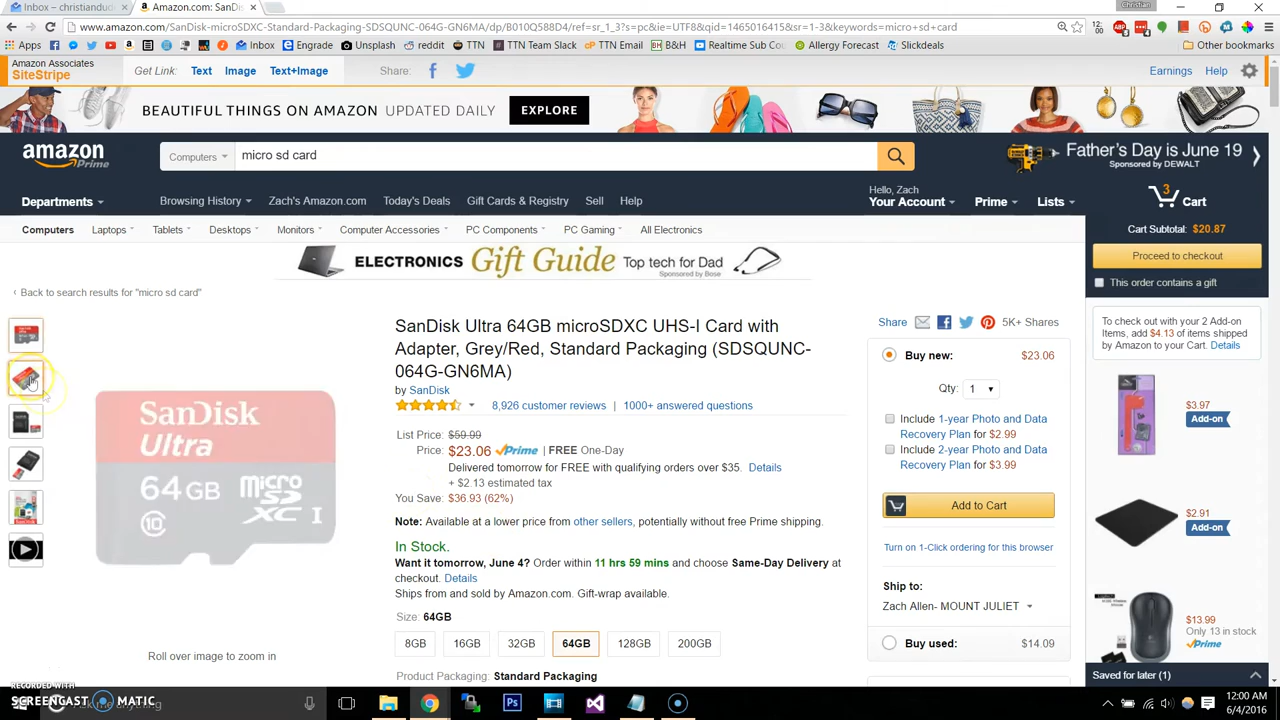 Inbox – christiandud
Amazon.com: SanDi
Christian
www.amazon.com/SanDisk-microSDXC-Standard-Packaging-SDSQUNC-064G-GN6MA/dp/B010Q588D4/ref=sr_1_3?s=pc&ie=UTF8&qid=1465016415&sr=1-3&keywords=micro+sd+card
Apps
Inbox
Engrade
Unsplash
reddit
TTN
TTN Team Slack
TTN Email
B&H
Realtime Sub Cou
Allergy Forecast
Slickdeals
Other bookmarks
Amazon Associates
SiteStripe
Get Link: Text Image Text+Image
Share:
Earnings Help
BEAUTIFUL THINGS ON AMAZON UPDATED DAILY EXPLORE
amazon
Prime
Computers
micro sd card
Father's Day is June 19
Sponsored by DEWALT
Departments
Browsing History
Zach's Amazon.com
Today's Deals
Gift Cards & Registry
Sell
Help
Hello, Zach
Your Account
Prime
Lists
3
Cart
Computers
Laptops
Tablets
Desktops
Monitors
Computer Accessories
PC Components
PC Gaming
All Electronics
Cart Subtotal: $20.87
Proceed to checkout
This order contains a gift
ELECTRONICS Gift Guide Top tech for Dad
Sponsored by Bose
‹ Back to search results for "micro sd card"
SanDisk
Ultra
64GB
micro
SD
XC I
10
Roll over image to zoom in
SanDisk Ultra 64GB microSDXC UHS-I Card with
Adapter, Grey/Red, Standard Packaging (SDSQUNC-
064G-GN6MA)
by SanDisk
8,926 customer reviews | 1000+ answered questions
List Price: $59.99
Price: $23.06 Prime | FREE One-Day
Delivered tomorrow for FREE with qualifying orders over $35. Details
+ $2.13 estimated tax
You Save: $36.93 (62%)
Note: Available at a lower price from other sellers, potentially without free Prime shipping.
In Stock.
Want it tomorrow, June 4? Order within 11 hrs 59 mins and choose Same-Day Delivery at
checkout. Details
Ships from and sold by Amazon.com. Gift-wrap available.
Size: 64GB
8GB
16GB
32GB
64GB
128GB
200GB
Product Packaging: Standard Packaging
Share
5K+ Shares
Buy new: $23.06
Qty: 1
Include 1-year Photo and Data
Recovery Plan for $2.99
Include 2-year Photo and Data
Recovery Plan for $3.99
Add to Cart
Turn on 1-Click ordering for this browser
Ship to:
Zach Allen- MOUNT JULIET
Buy used: $14.09
To check out with your 2 Add-on
Items, add $4.13 of items shipped
by Amazon to your Cart. Details
$3.97
Add-on
$2.91
Add-on
$13.99
Only 13 in stock
Prime
Saved for later (1)
RECORDED WITH
SCREENCAST MATIC
12:00 AM
6/4/2016